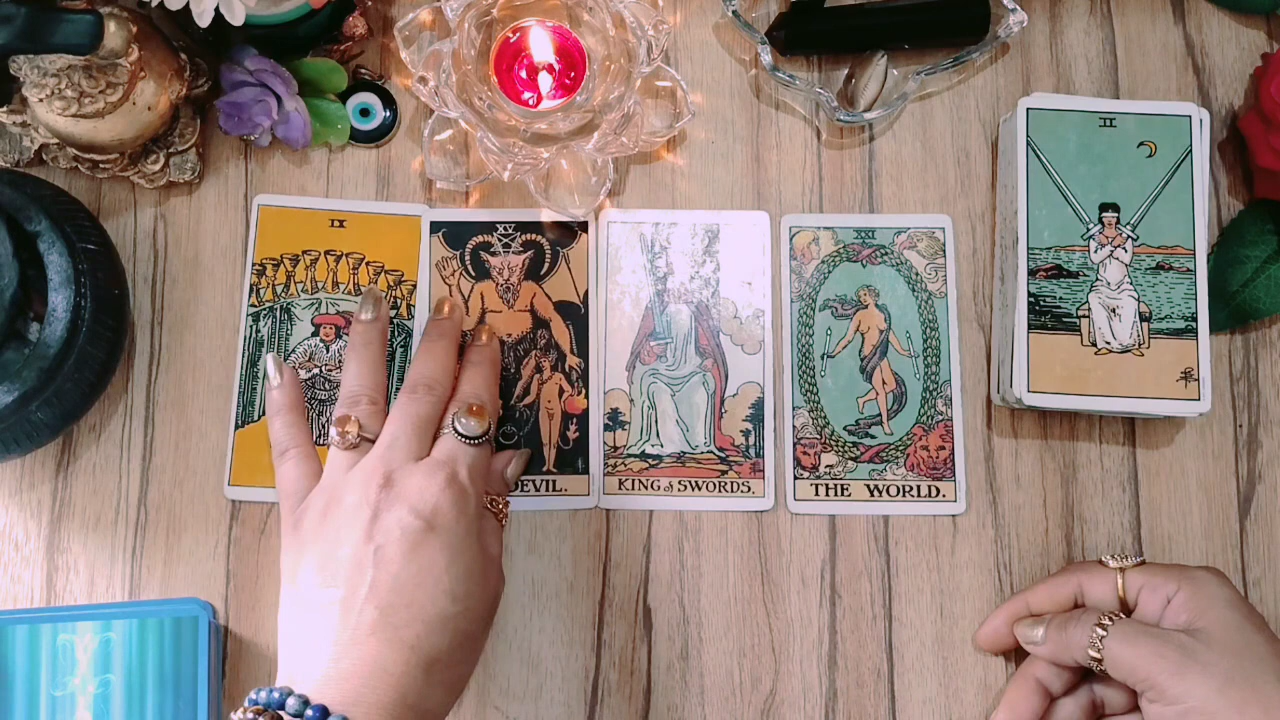 IX
XV
DEVIL.
KING of SWORDS.
XXI
THE WORLD.
II